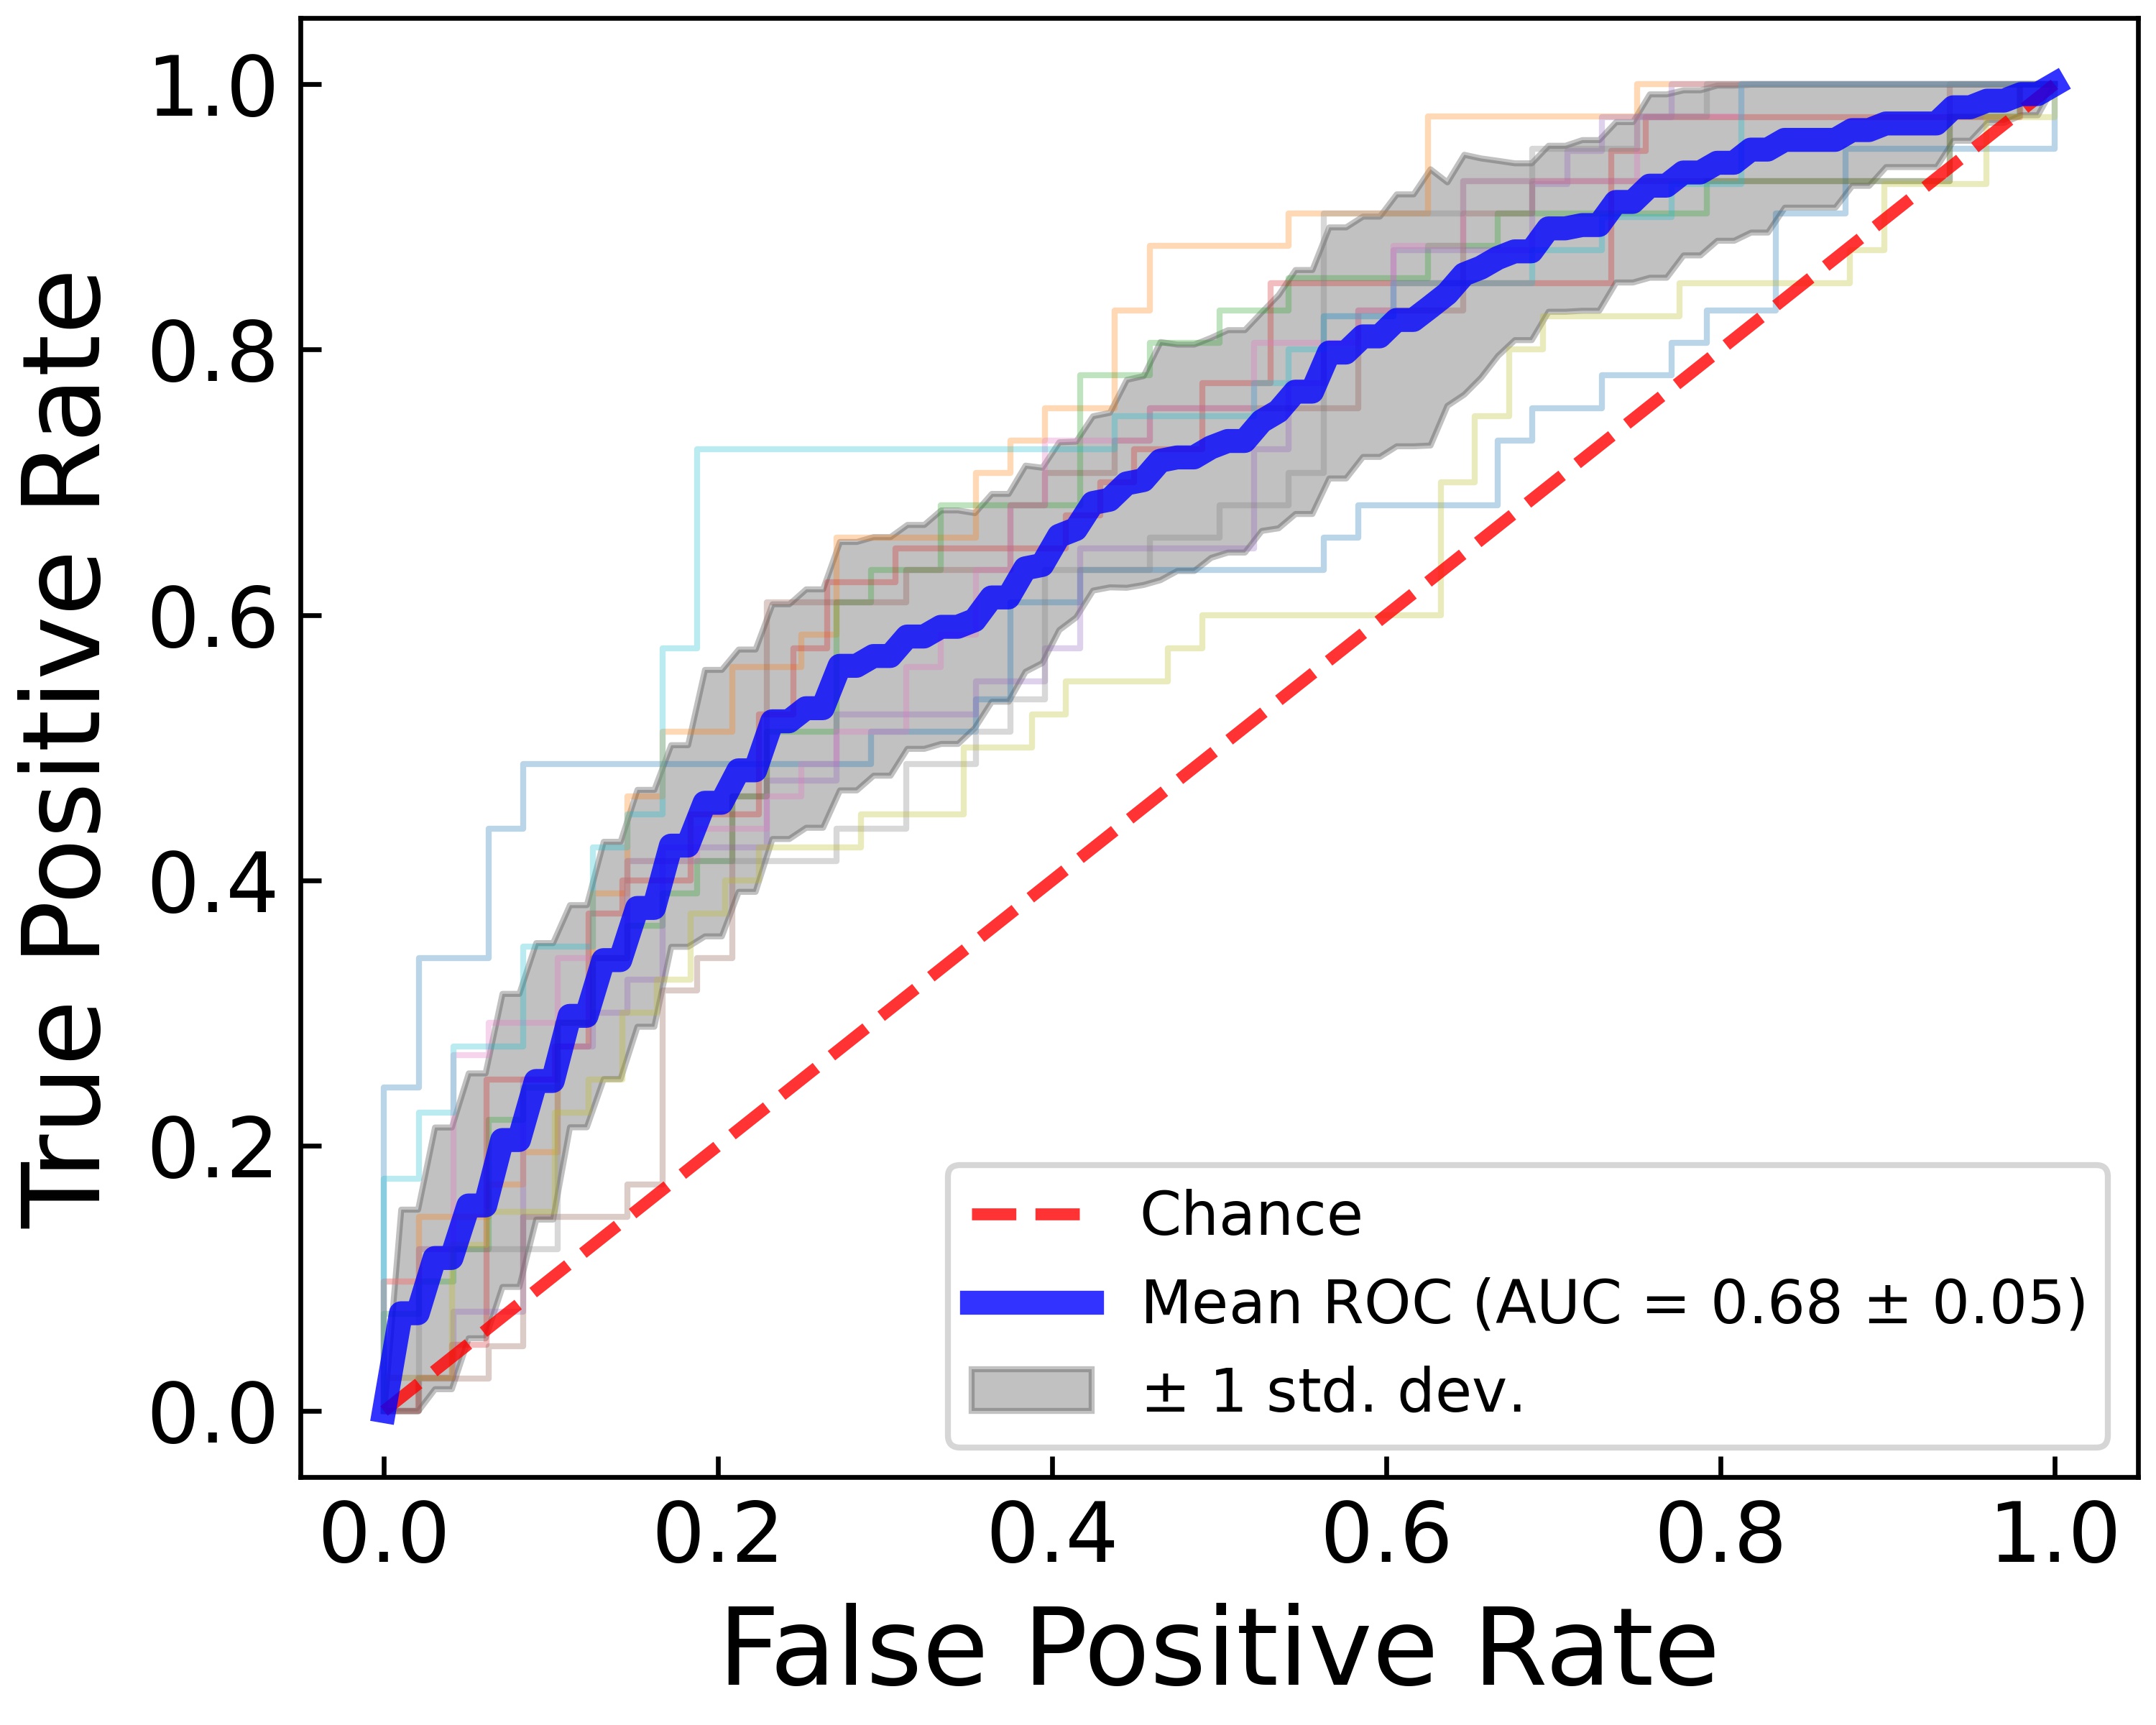 True Positive Rate
1.0
0.8
0.6
0.4
0.2
0.0
Chance
Mean ROC (AUC = 0.68 ± 0.05)
± 1 std. dev.
0.0 0.2 0.4 0.6 0.8 1.0
False Positive Rate